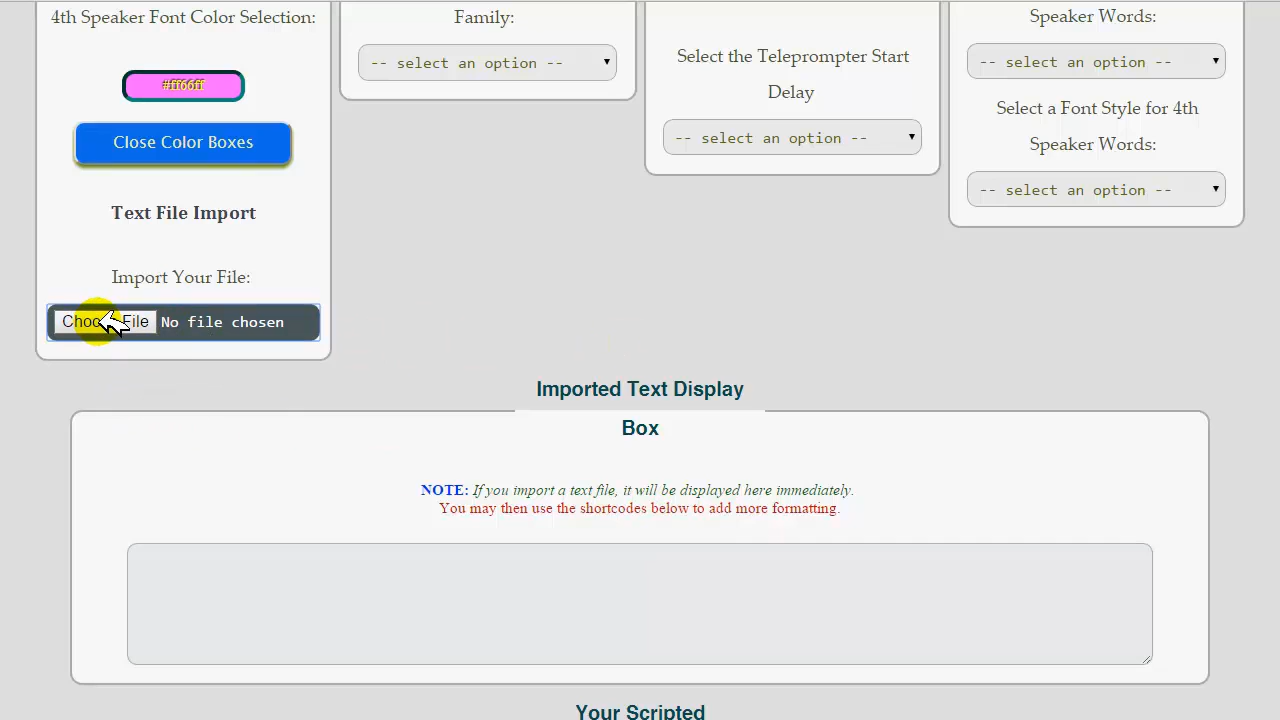 4th Speaker Font Color Selection:
#ff66ff
Close Color Boxes
Text File Import
Import Your File:
Choose File No file chosen
Family:
-- select an option --
Select the Teleprompter Start
Delay
-- select an option --
Speaker Words:
-- select an option --
Select a Font Style for 4th
Speaker Words:
-- select an option --
Imported Text Display
Box
NOTE: If you import a text file, it will be displayed here immediately.
You may then use the shortcodes below to add more formatting.
Your Scripted